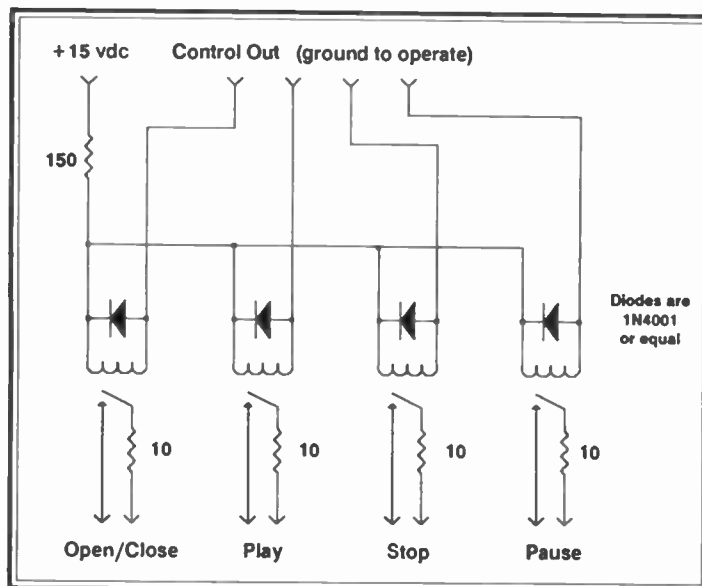 +15 vdc Control Out (ground to operate)
150
Diodes are
1N4001
or equal
10 10 10 10
Open/Close Play Stop Pause